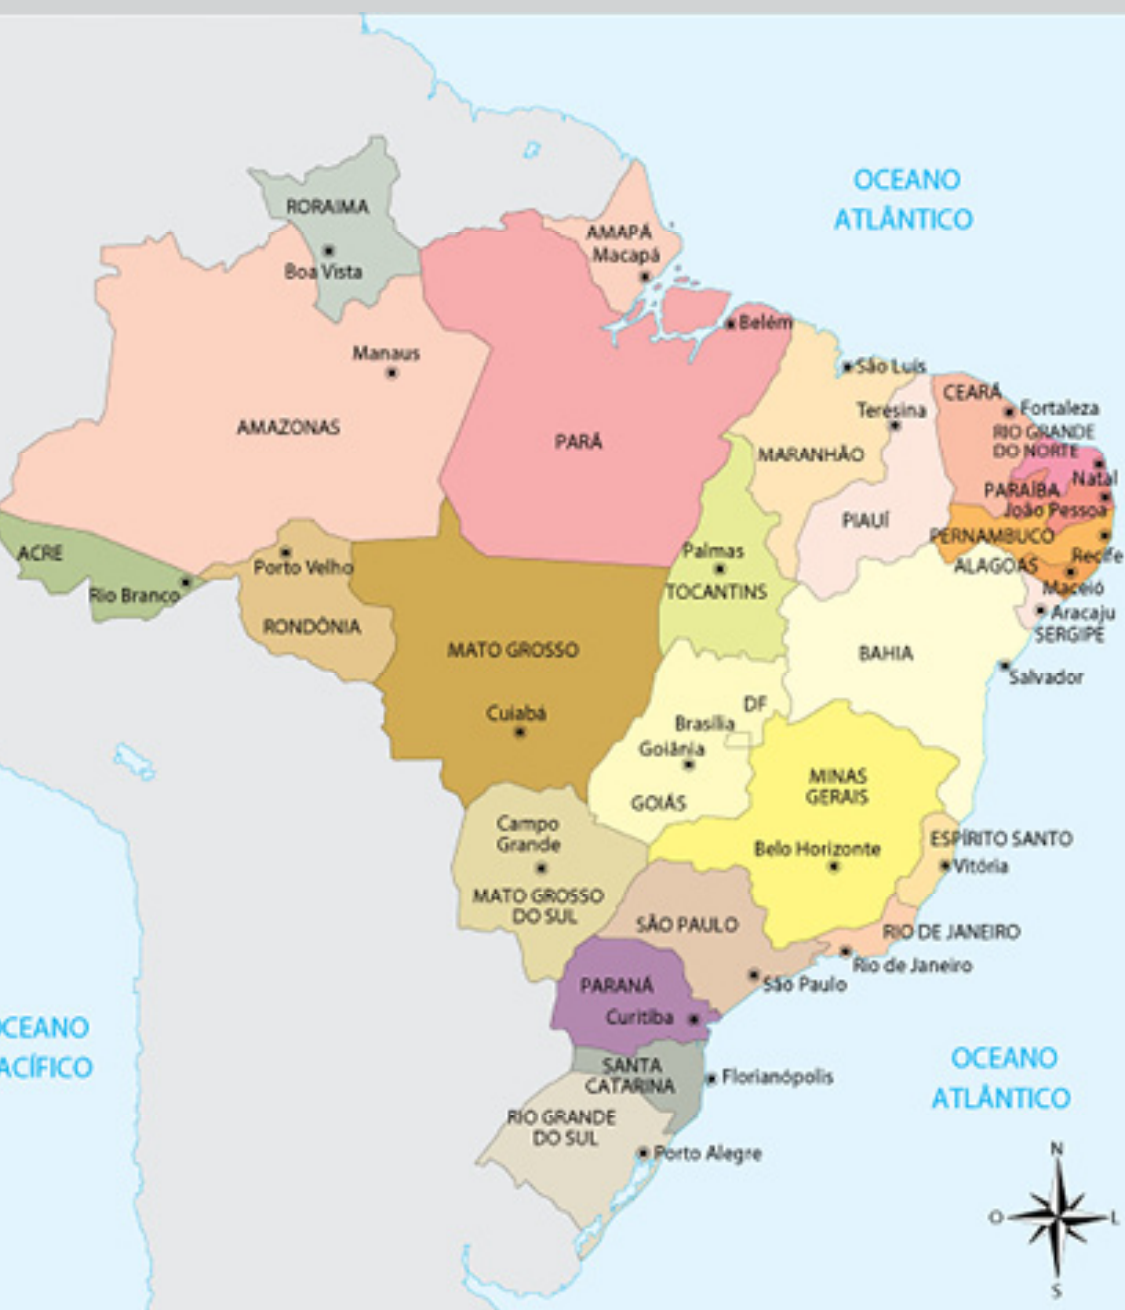 OCEANO
ATLÂNTICO
RORAIMA
Boa Vista
AMAPÁ
Macapá
Belém
Manaus
São Luís
AMAZONAS
PARÁ
Teresina
CEARÁ
Fortaleza
RIO GRANDE
DO NORTE
MARANHÃO
Natal
PARAÍBA
João Pessoa
PIAUÍ
PERNAMBUCO
Recife
ACRE
Porto Velho
Rio Branco
Palmas
TOCANTINS
ALAGOAS
Maceió
Aracaju
SERGIPE
RONDÔNIA
MATO GROSSO
BAHIA
Salvador
Cuiabá
DF
Brasília
Goiânia
GOIÁS
MINAS
GERAIS
Campo
Grande
Belo Horizonte
ESPÍRITO SANTO
Vitória
MATO GROSSO
DO SUL
SÃO PAULO
RIO DE JANEIRO
Rio de Janeiro
São Paulo
PARANÁ
Curitiba
OCEANO
ACÍFICO
SANTA
CATARINA
Florianópolis
OCEANO
ATLÂNTICO
RIO GRANDE
DO SUL
Porto Alegre
N
O
L
S